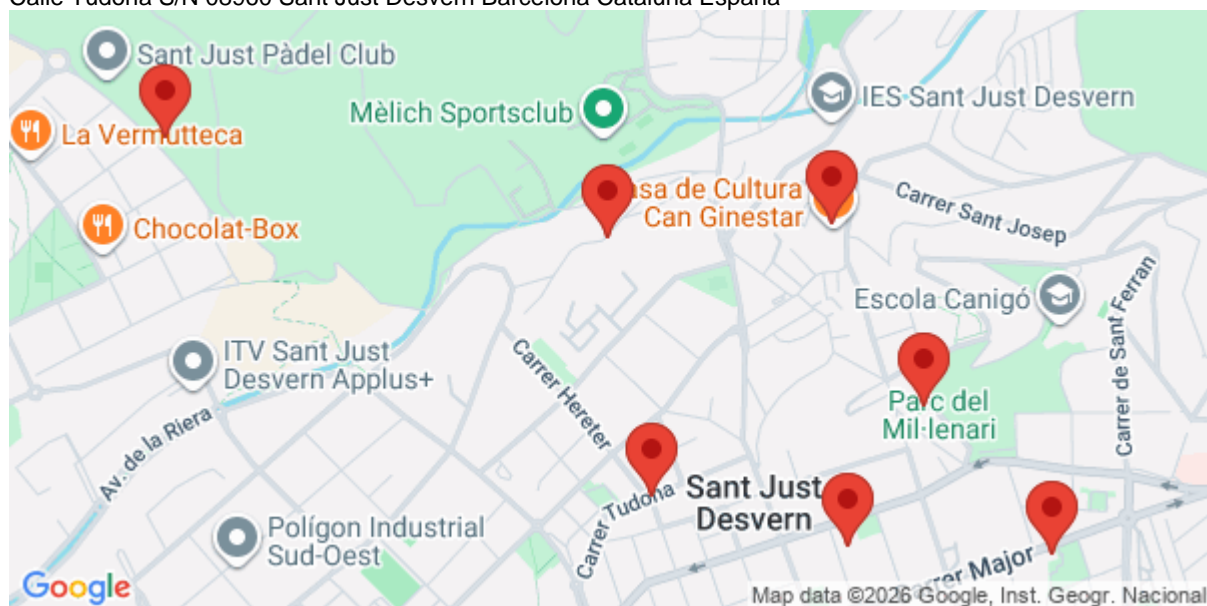 Calle Tudona S/N 08960 Sant Just Desvern Barcelona Cataluña España
Sant Just Pàdel Club
La Vermutteca
Mèlich Sportsclub
IES Sant Just Desvern
asa de Cultura
Can Ginestar
Carrer Sant Josep
Chocolat-Box
Escola Canigó
Carrer de Sant Ferran
ITV Sant Just
Desvern Applus+
Carrer Hereter
Parc del
Mil·lenari
Av. de la Riera
Carrer Tudona
Sant Just
Desvern
Polígon Industrial
Sud-Oest
Carrer Major
Google
Map data ©2026 Google, Inst. Geogr. Nacional